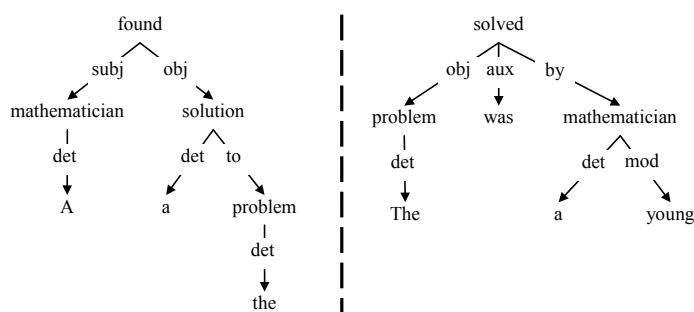 found
subj obj
mathematician solution
det det to
A a problem
det
the
solved
obj aux by
problem was mathematician
det det mod
The a young